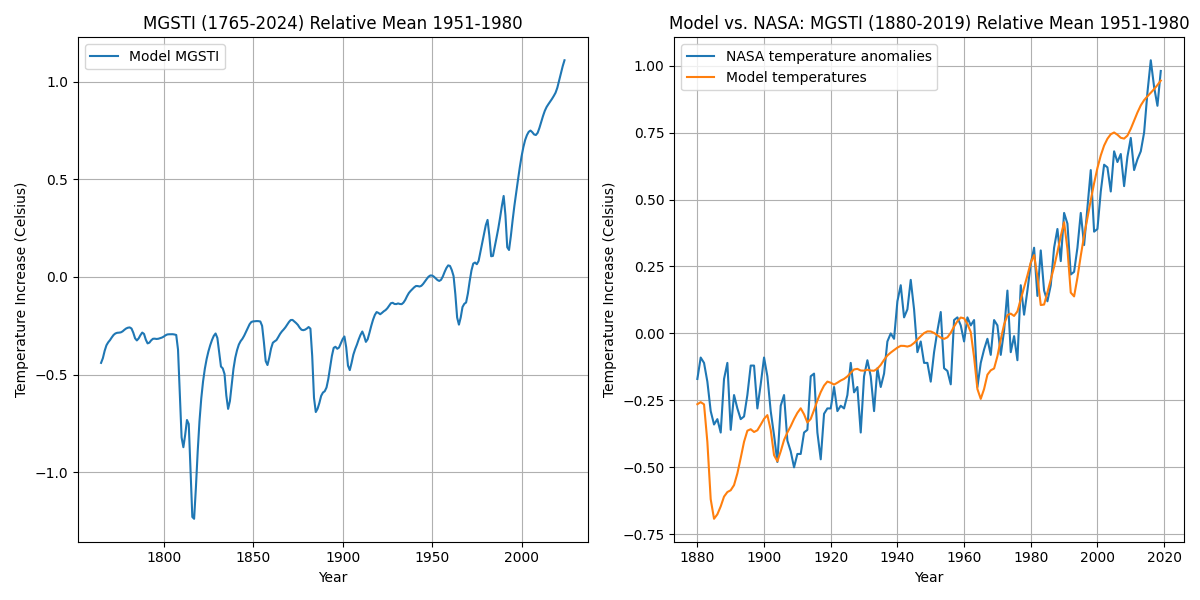 MGSTI (1765-2024) Relative Mean 1951-1980
Model MGSTI
Temperature Increase (Celsius)
1.0
0.5
0.0
−0.5
−1.0
1800 1850 1900 1950 2000
Year
Model vs. NASA: MGSTI (1880-2019) Relative Mean 1951-1980
NASA temperature anomalies
Model temperatures
Temperature Increase (Celsius)
1.00
0.75
0.50
0.25
0.00
−0.25
−0.50
−0.75
1880 1900 1920 1940 1960 1980 2000 2020
Year